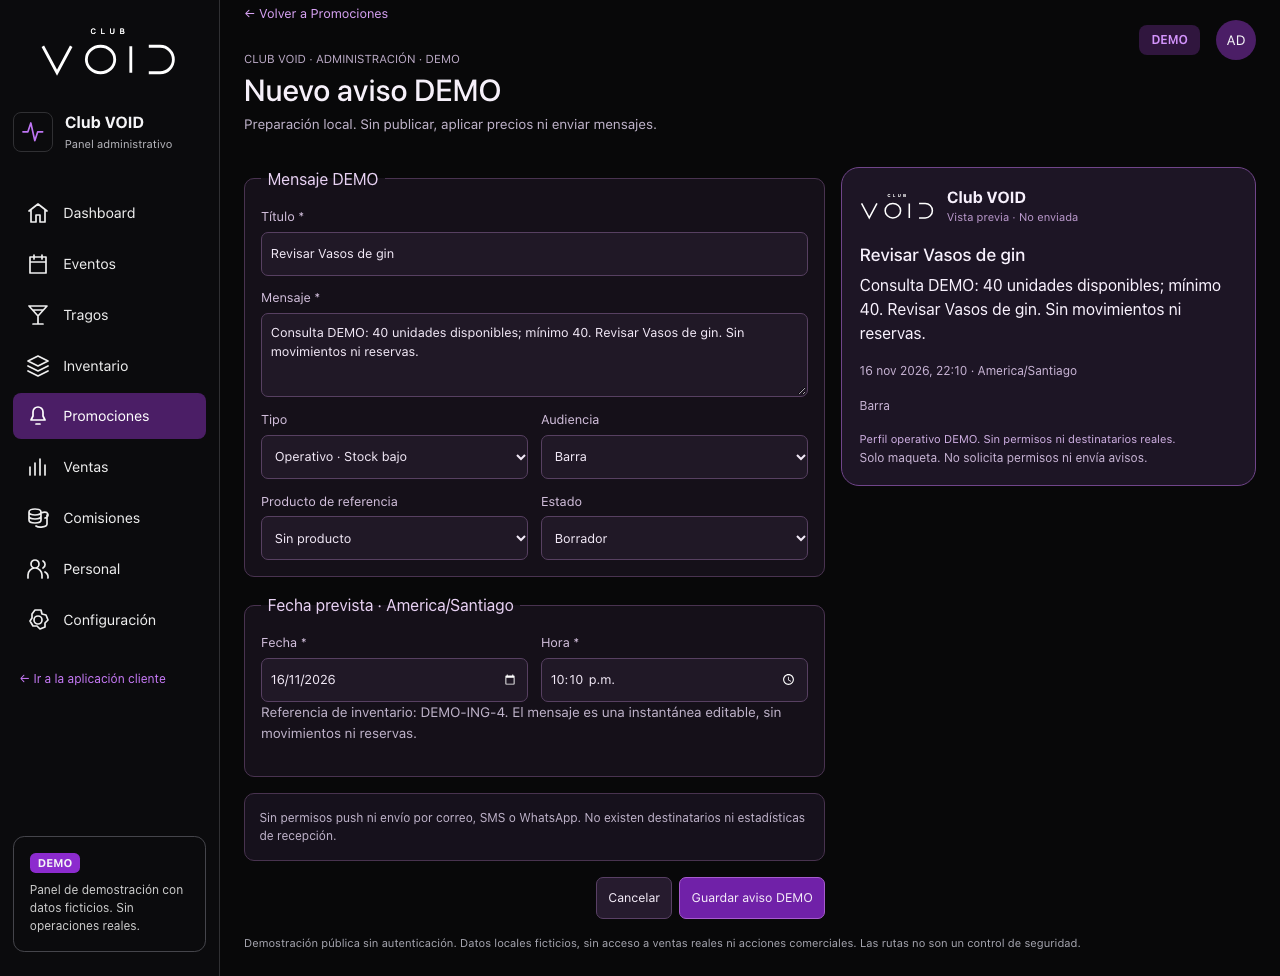 CLUB
VOID
Club VOID
Panel administrativo
Dashboard
Eventos
Tragos
Inventario
Promociones
Ventas
Comisiones
Personal
Configuración
← Ir a la aplicación cliente
DEMO
Panel de demostración con
datos ficticios. Sin
operaciones reales.
← Volver a Promociones
DEMO
AD
CLUB VOID · ADMINISTRACIÓN · DEMO
Nuevo aviso DEMO
Preparación local. Sin publicar, aplicar precios ni enviar mensajes.
Mensaje DEMO
Título *
Revisar Vasos de gin
Mensaje *
Consulta DEMO: 40 unidades disponibles; mínimo 40. Revisar Vasos de gin. Sin
movimientos ni reservas.
Tipo
Audiencia
Operativo · Stock bajo
Barra
Producto de referencia
Estado
Sin producto
Borrador
Fecha prevista · America/Santiago
Fecha *
Hora *
16/11/2026
10:10 p.m.
Referencia de inventario: DEMO-ING-4. El mensaje es una instantánea editable, sin
movimientos ni reservas.
Sin permisos push ni envío por correo, SMS o WhatsApp. No existen destinatarios ni estadísticas
de recepción.
Cancelar
Guardar aviso DEMO
CLUB
VOID
Club VOID
Vista previa · No enviada
Revisar Vasos de gin
Consulta DEMO: 40 unidades disponibles; mínimo
40. Revisar Vasos de gin. Sin movimientos ni
reservas.
16 nov 2026, 22:10 · America/Santiago
Barra
Perfil operativo DEMO. Sin permisos ni destinatarios reales.
Solo maqueta. No solicita permisos ni envía avisos.
Demostración pública sin autenticación. Datos locales ficticios, sin acceso a ventas reales ni acciones comerciales. Las rutas no son un control de seguridad.